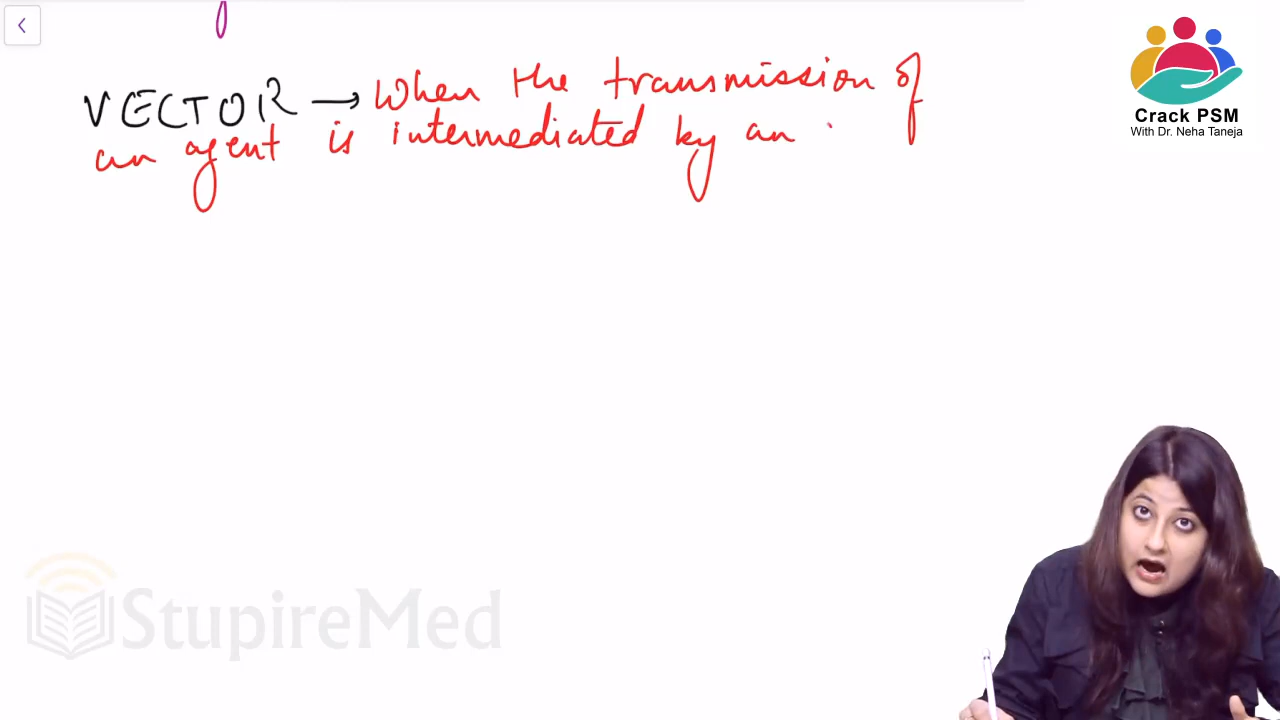 VECTOR → When the transmission of
an agent is intermediated by an
Crack PSM
With Dr. Neha Taneja
StupireMed